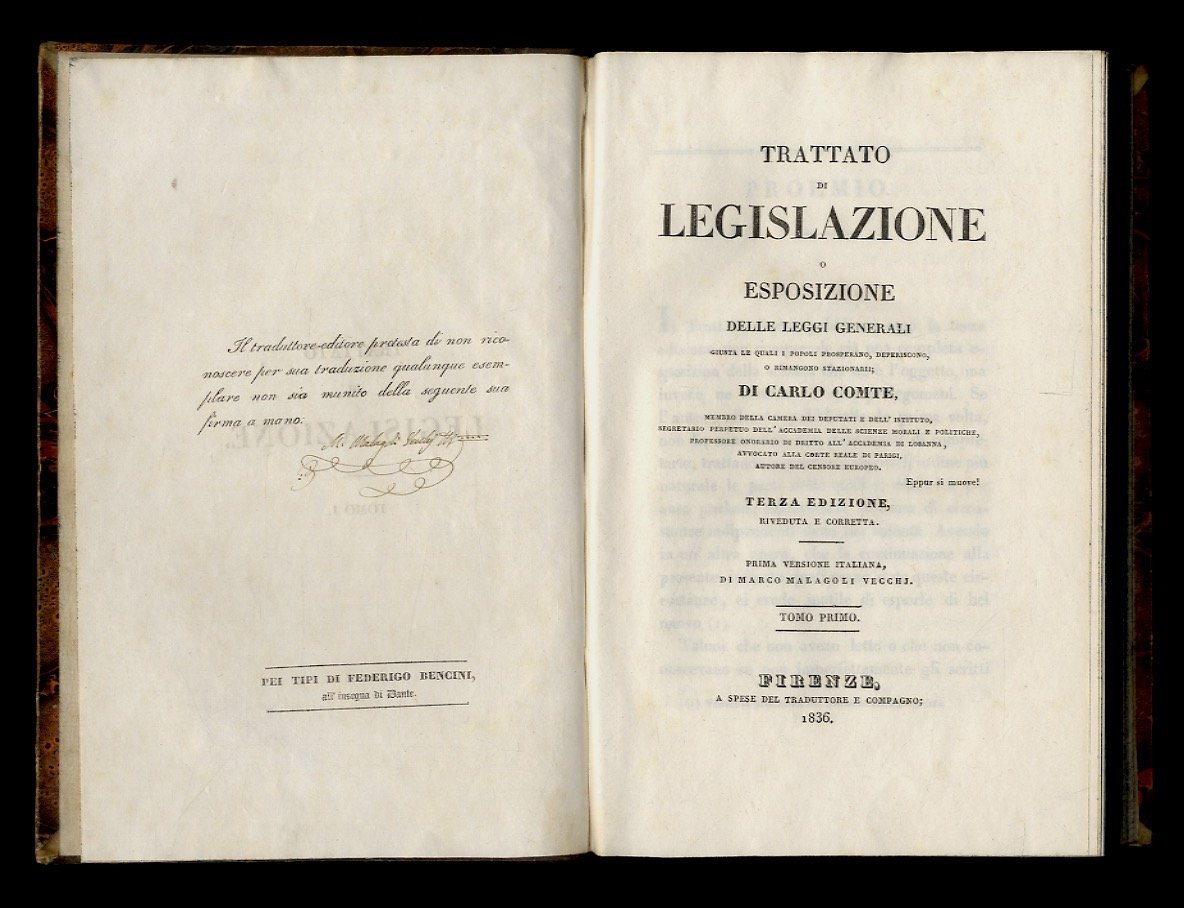 Il traduttore-editore protesta di non rico-
noscere per sua traduzione qualunque esem-
plare non sia munito della seguente sua
firma a mano:
PEI TIPI DI FEDERIGO BENCINI,
all' insegna di Dante.
TRATTATO
DI
LEGISLAZIONE
O
ESPOSIZIONE
DELLE LEGGI GENERALI
GIUSTA LE QUALI I POPOLI PROSPERANO, DEPERISCONO,
O RIMANGONO STAZIONARII;
DI CARLO COMTE,
MEMBRO DELLA CAMERA DEI DEPUTATI E DELL' ISTITUTO,
SEGRETARIO PERPETUO DELL' ACCADEMIA DELLE SCIENZE MORALI E POLITICHE,
PROFESSORE ONORARIO DI DRITTO ALL' ACCADEMIA DI LOSANNA,
AVVOCATO ALLA CORTE REALE DI PARIGI,
AUTORE DEL CENSORE EUROPEO.
Eppur si muove!
TERZA EDIZIONE,
RIVEDUTA E CORRETTA.
PRIMA VERSIONE ITALIANA,
DI MARCO MALAGOLI VECCHJ.
TOMO PRIMO.
FIRENZE,
A SPESE DEL TRADUTTORE E COMPAGNO;
1836.